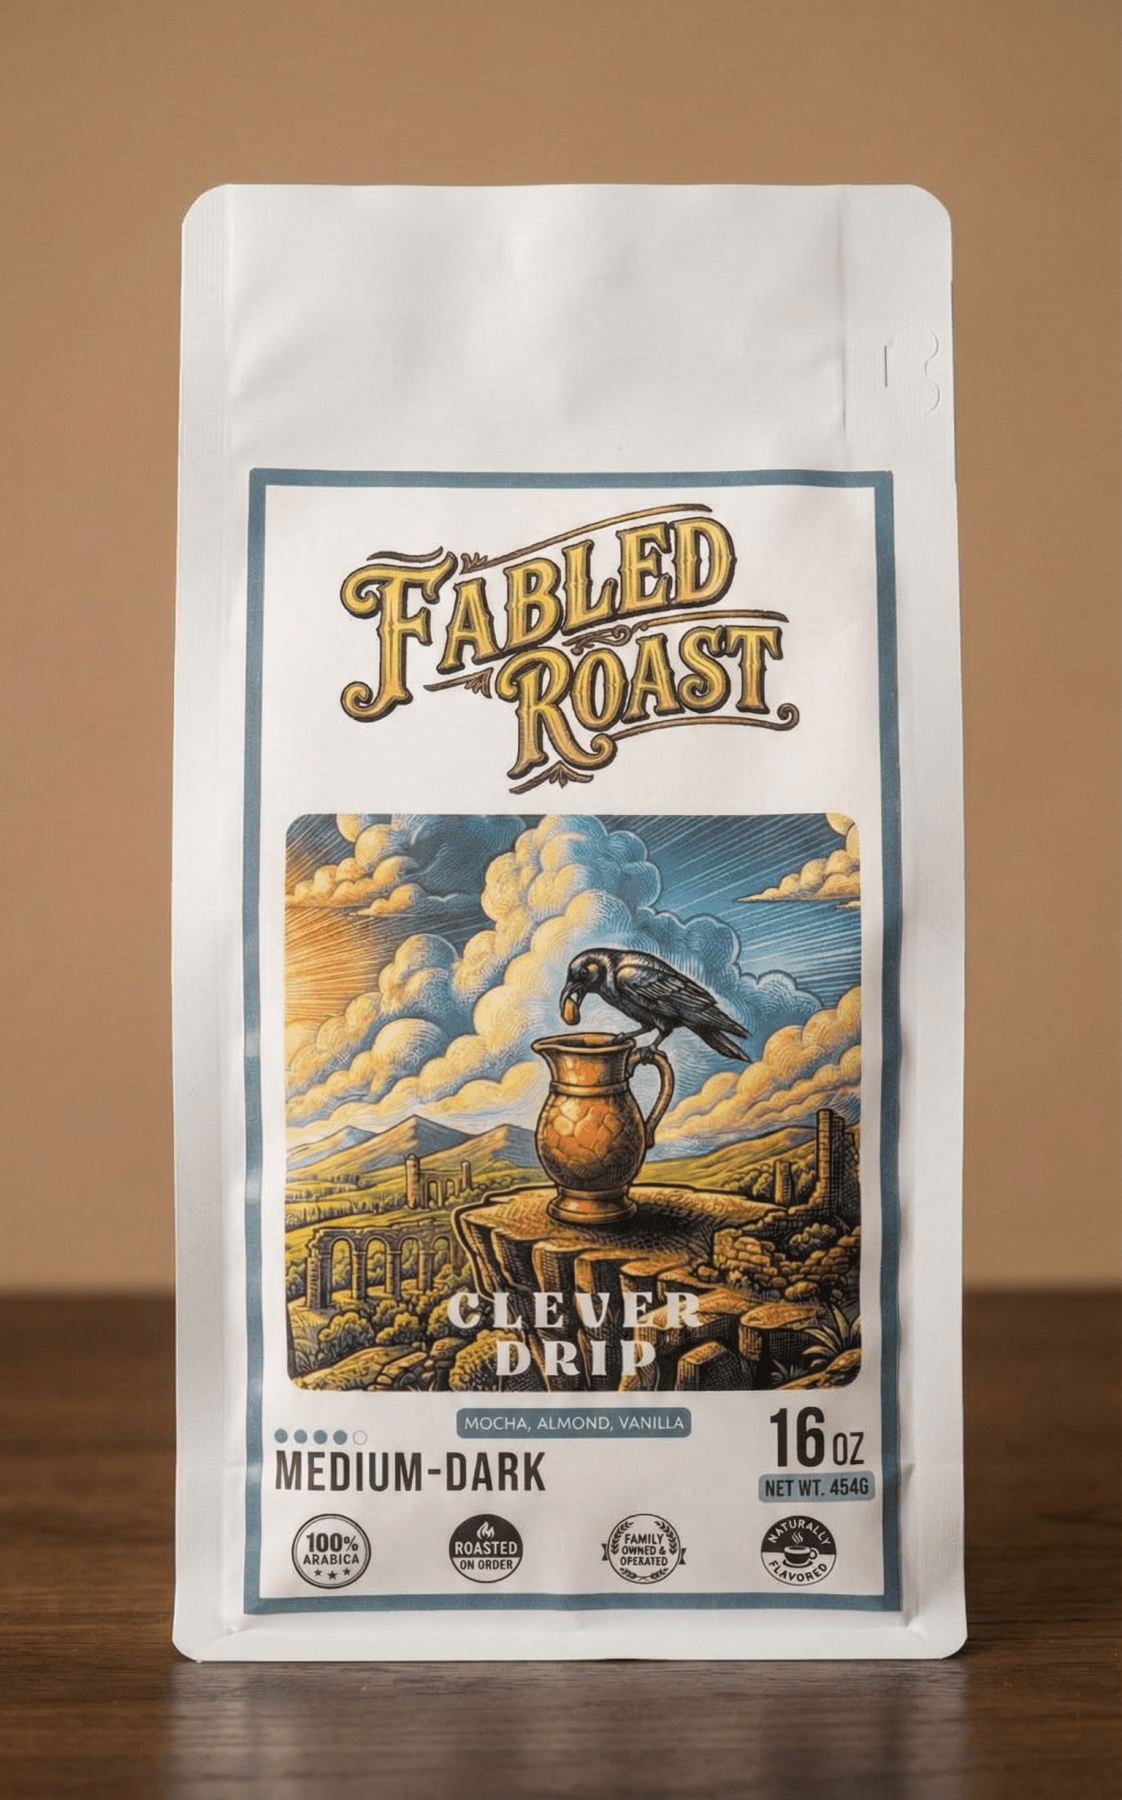 FABLED
ROAST
CLEVER
DRIP
MOCHA, ALMOND, VANILLA
MEDIUM-DARK
16 OZ
NET WT. 454G
100%
ARABICA
ROASTED
ON ORDER
FAMILY
OWNED &
OPERATED
NATURALLY
FLAVORED